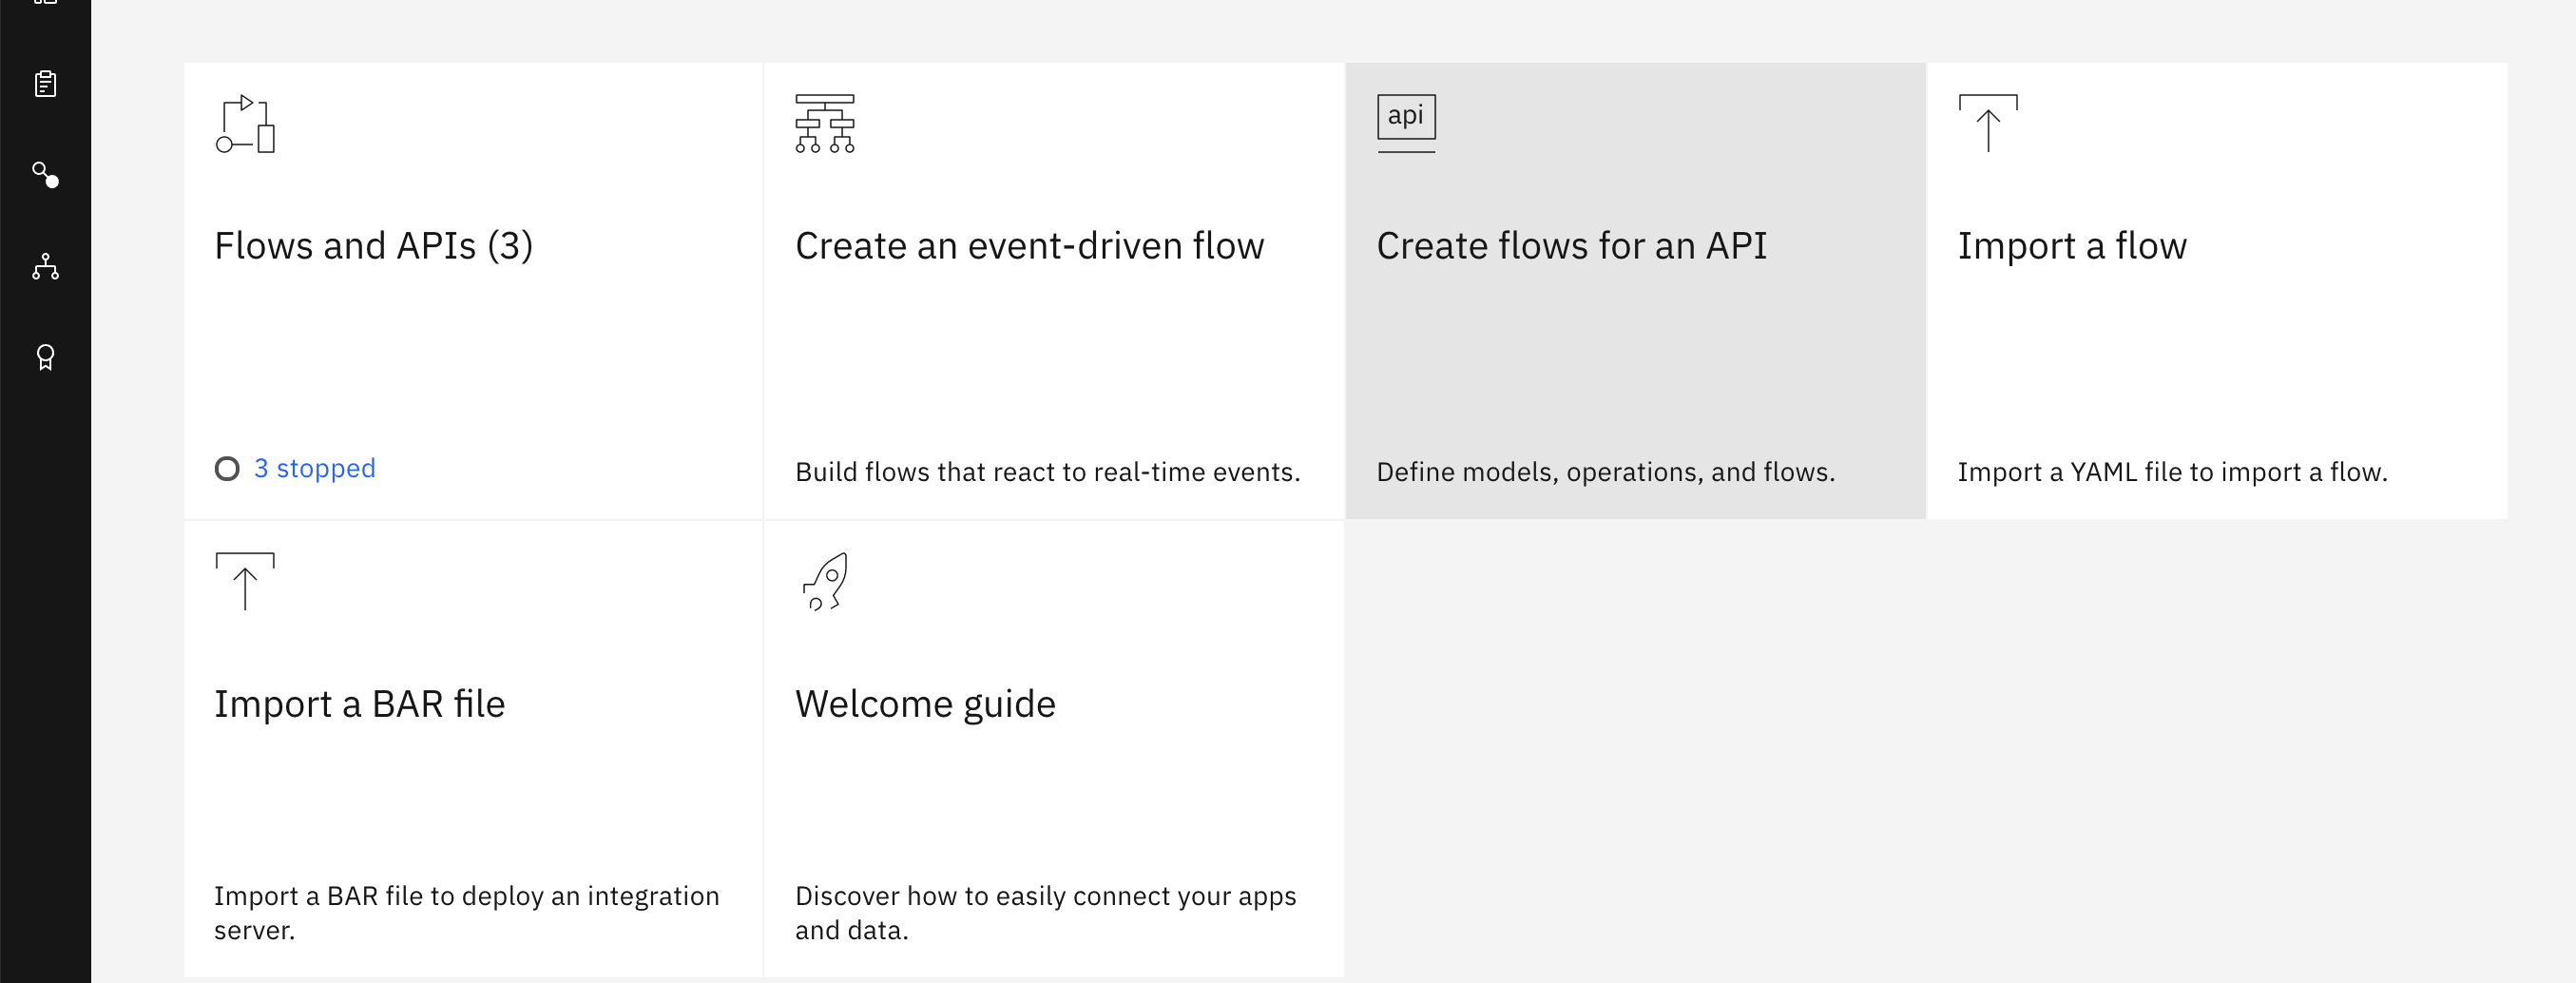 Flows and APIs (3)
3 stopped
Create an event-driven flow
Build flows that react to real-time events.
api
Create flows for an API
Define models, operations, and flows.
Import a flow
Import a YAML file to import a flow.
Import a BAR file
Import a BAR file to deploy an integration
server.
Welcome guide
Discover how to easily connect your apps
and data.